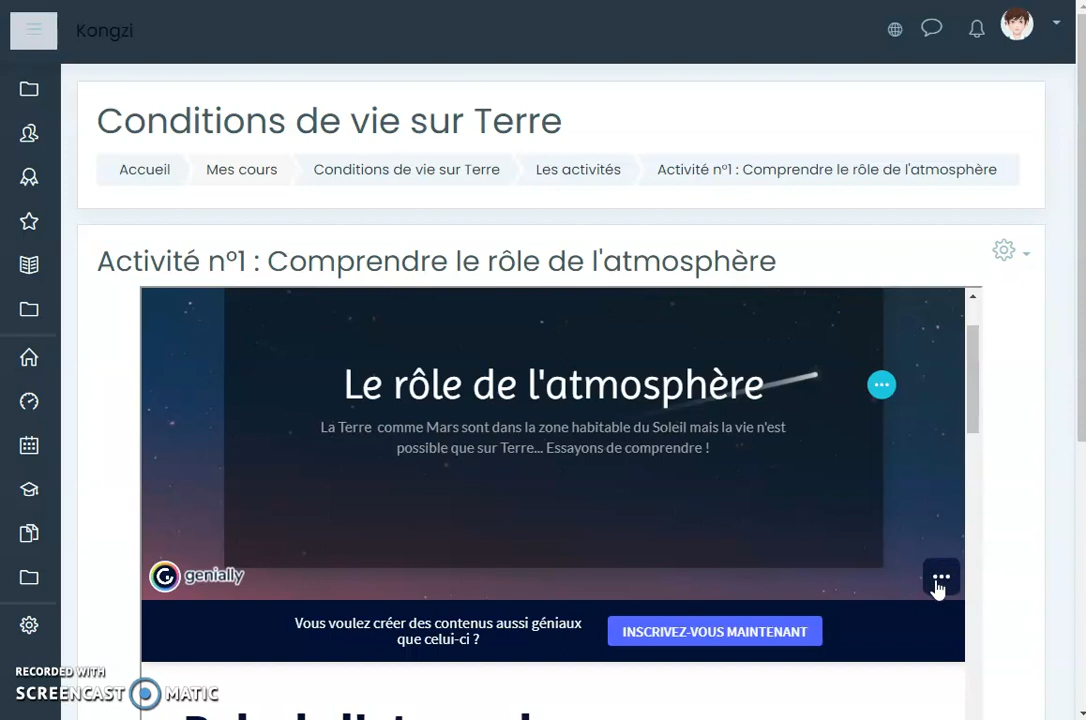 Kongzi
Conditions de vie sur Terre
Accueil
Mes cours
Conditions de vie sur Terre
Les activités
Activité n°1 : Comprendre le rôle de l'atmosphère
Activité n°1 : Comprendre le rôle de l'atmosphère
Le rôle de l'atmosphère
La Terre comme Mars sont dans la zone habitable du Soleil mais la vie n'est
possible que sur Terre... Essayons de comprendre !
genially
Vous voulez créer des contenus aussi géniaux
que celui-ci ?
INSCRIVEZ-VOUS MAINTENANT
RECORDED WITH
SCREENCAST MATIC